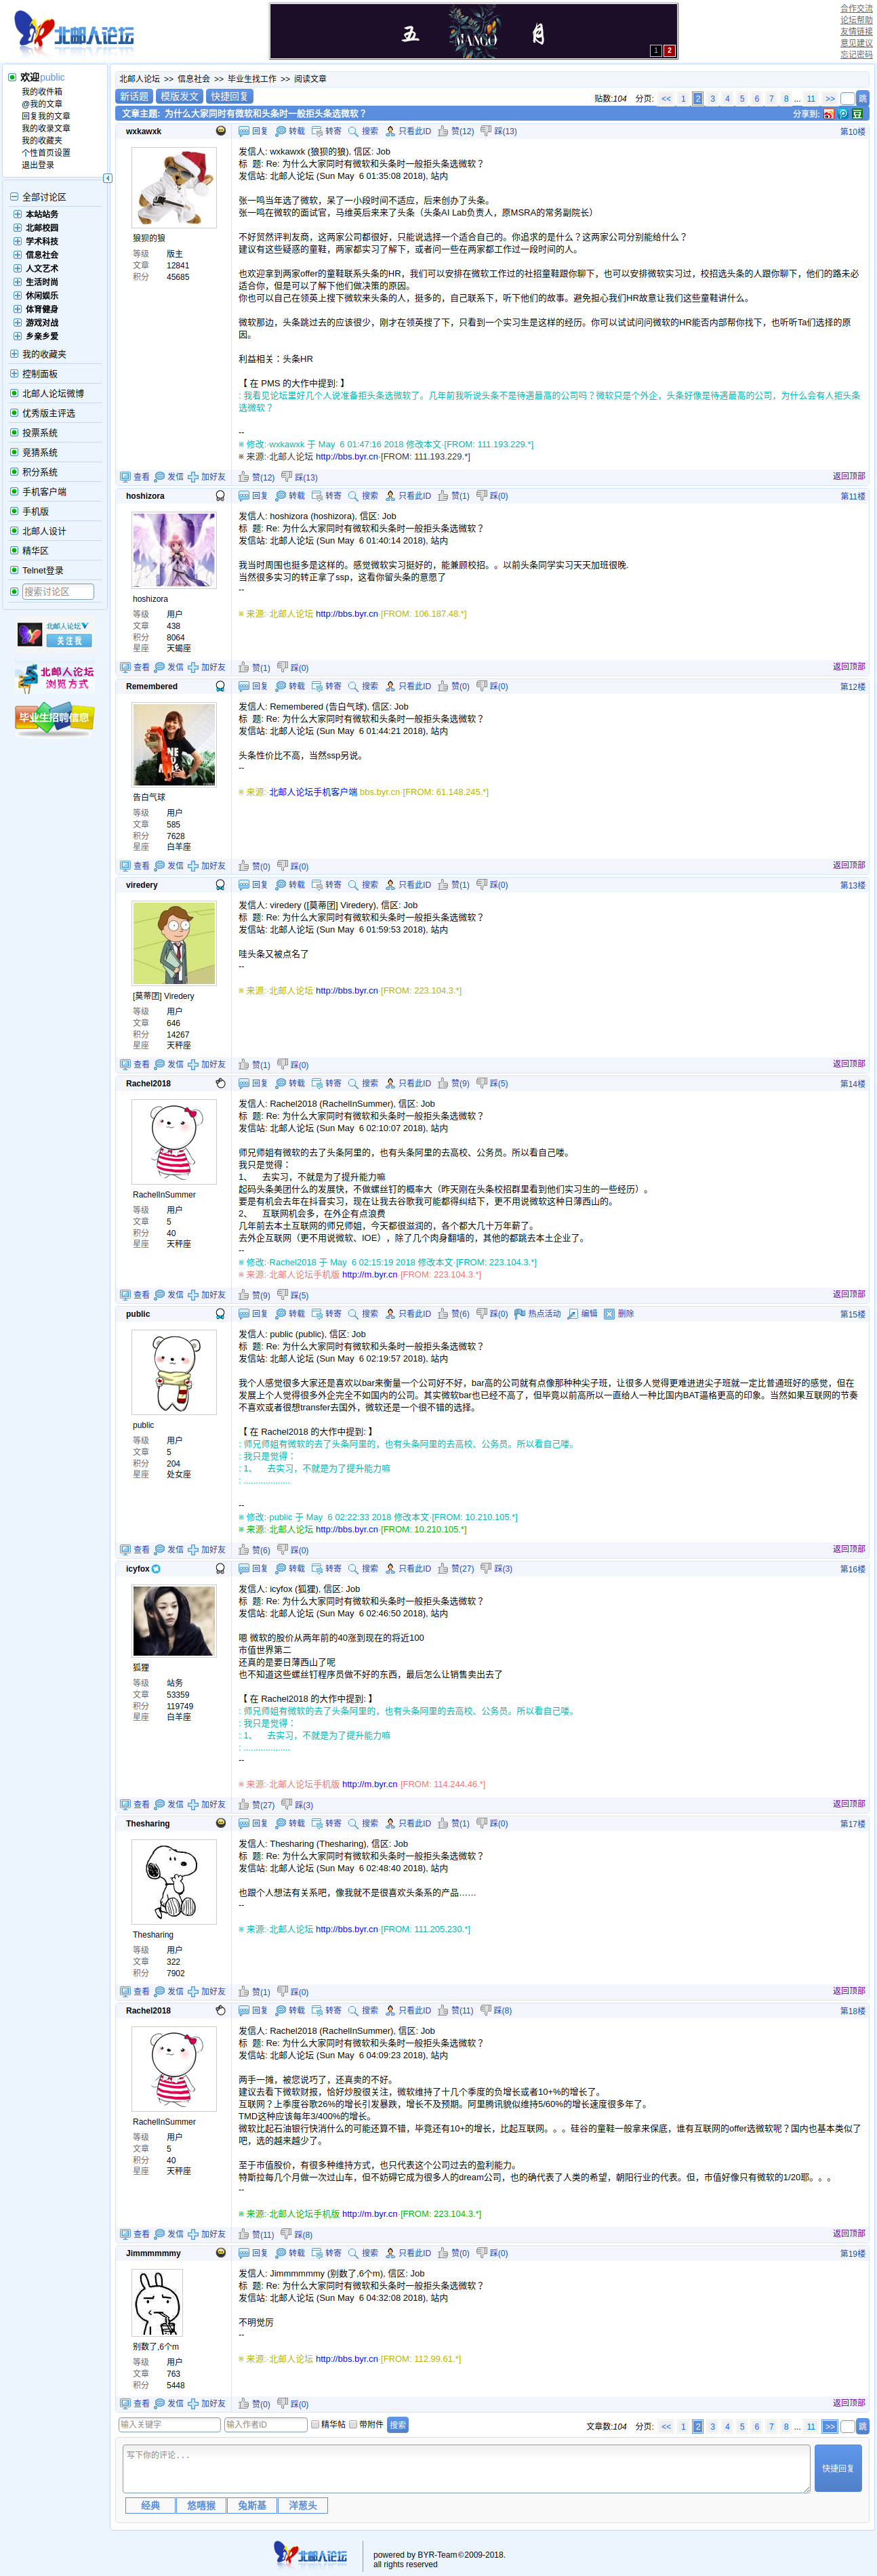 北邮人论坛
五 MANGO 月
1 2
合作交流
论坛帮助
友情链接
意见建议
忘记密码
欢迎public
我的收件箱
@我的文章
回复我的文章
我的收录文章
我的收藏夹
个性首页设置
退出登录
全部讨论区
本站站务
北邮校园
学术科技
信息社会
人文艺术
生活时尚
休闲娱乐
体育健身
游戏对战
乡亲乡爱
我的收藏夹
控制面板
北邮人论坛微博
优秀版主评选
投票系统
竞猜系统
积分系统
手机客户端
手机版
北邮人设计
精华区
Telnet登录
搜索讨论区
北邮人论坛
关注我
北邮人论坛
浏览方式
毕业生招聘信息
北邮人论坛 >> 信息社会 >> 毕业生找工作 >> 阅读文章
新话题 模版发文 快捷回复
贴数:104 分页: << 1 2 3 4 5 6 7 8 ... 11 >> 跳
文章主题: 为什么大家同时有微软和头条时一般拒头条选微软？ 分享到:
wxkawxk 回复 转载 转寄 搜索 只看此ID 赞(12) 踩(13) 第10楼
狼狈的狼
等级 版主
文章 12841
积分 45685
发信人: wxkawxk (狼狈的狼), 信区: Job
标 题: Re: 为什么大家同时有微软和头条时一般拒头条选微软？
发信站: 北邮人论坛 (Sun May 6 01:35:08 2018), 站内
张一鸣当年选了微软，呆了一小段时间不适应，后来创办了头条。
张一鸣在微软的面试官，马维英后来来了头条（头条AI Lab负责人，原MSRA的常务副院长）
不好贸然评判友商，这两家公司都很好，只能说选择一个适合自己的。你追求的是什么？这两家公司分别能给什么？
建议有这些疑惑的童鞋，两家都实习了解下，或者问一些在两家都工作过一段时间的人。
也欢迎拿到两家offer的童鞋联系头条的HR，我们可以安排在微软工作过的社招童鞋跟你聊下，也可以安排微软实习过，校招选头条的人跟你聊下，他们的路未必
适合你，但是可以了解下他们做决策的原因。
你也可以自己在领英上搜下微软来头条的人，挺多的，自己联系下，听下他们的故事。避免担心我们HR故意让我们这些童鞋讲什么。
微软那边，头条跳过去的应该很少，刚才在领英搜了下，只看到一个实习生是这样的经历。你可以试试问问微软的HR能否内部帮你找下，也听听Ta们选择的原
因。
利益相关：头条HR
【 在 PMS 的大作中提到: 】
: 我看见论坛里好几个人说准备拒头条选微软了。几年前我听说头条不是待遇最高的公司吗？微软只是个外企，头条好像是待遇最高的公司，为什么会有人拒头条
选微软？
--
※ 修改:·wxkawxk 于 May 6 01:47:16 2018 修改本文·[FROM: 111.193.229.*]
※ 来源:·北邮人论坛 http://bbs.byr.cn·[FROM: 111.193.229.*]
查看 发信 加好友 赞(12) 踩(13) 返回顶部
hoshizora 回复 转载 转寄 搜索 只看此ID 赞(1) 踩(0) 第11楼
hoshizora
等级 用户
文章 438
积分 8064
星座 天蝎座
发信人: hoshizora (hoshizora), 信区: Job
标 题: Re: 为什么大家同时有微软和头条时一般拒头条选微软？
发信站: 北邮人论坛 (Sun May 6 01:40:14 2018), 站内
我当时周围也挺多是这样的。感觉微软实习挺好的，能兼顾校招。。以前头条同学实习天天加班很晚.
当然很多实习的转正拿了ssp，这看你留头条的意愿了
--
※ 来源:·北邮人论坛 http://bbs.byr.cn·[FROM: 106.187.48.*]
查看 发信 加好友 赞(1) 踩(0) 返回顶部
Remembered 回复 转载 转寄 搜索 只看此ID 赞(0) 踩(0) 第12楼
告白气球
等级 用户
文章 585
积分 7628
星座 白羊座
发信人: Remembered (告白气球), 信区: Job
标 题: Re: 为什么大家同时有微软和头条时一般拒头条选微软？
发信站: 北邮人论坛 (Sun May 6 01:44:21 2018), 站内
头条性价比不高，当然ssp另说。
--
※ 来源:·北邮人论坛手机客户端 bbs.byr.cn·[FROM: 61.148.245.*]
查看 发信 加好友 赞(0) 踩(0) 返回顶部
viredery 回复 转载 转寄 搜索 只看此ID 赞(1) 踩(0) 第13楼
[莫蒂团] Viredery
等级 用户
文章 646
积分 14267
星座 天秤座
发信人: viredery ([莫蒂团] Viredery), 信区: Job
标 题: Re: 为什么大家同时有微软和头条时一般拒头条选微软？
发信站: 北邮人论坛 (Sun May 6 01:59:53 2018), 站内
哇头条又被点名了
--
※ 来源:·北邮人论坛 http://bbs.byr.cn·[FROM: 223.104.3.*]
查看 发信 加好友 赞(1) 踩(0) 返回顶部
Rachel2018 回复 转载 转寄 搜索 只看此ID 赞(9) 踩(5) 第14楼
RachelInSummer
等级 用户
文章 5
积分 40
星座 天秤座
发信人: Rachel2018 (RachelInSummer), 信区: Job
标 题: Re: 为什么大家同时有微软和头条时一般拒头条选微软？
发信站: 北邮人论坛 (Sun May 6 02:10:07 2018), 站内
师兄师姐有微软的去了头条阿里的，也有头条阿里的去高校、公务员。所以看自己喽。
我只是觉得：
1、 去实习，不就是为了提升能力嘛
起码头条美团什么的发展快，不做螺丝钉的概率大（昨天刚在头条校招群里看到他们实习生的一些经历）。
要是有机会去年在抖音实习，现在让我去谷歌我可能都得纠结下，更不用说微软这种日薄西山的。
2、 互联网机会多，在外企有点浪费
几年前去本土互联网的师兄师姐，今天都很滋润的，各个都大几十万年薪了。
去外企互联网（更不用说微软、IOE），除了几个肉身翻墙的，其他的都跳去本土企业了。
--
※ 修改:·Rachel2018 于 May 6 02:15:19 2018 修改本文·[FROM: 223.104.3.*]
※ 来源:·北邮人论坛手机版 http://m.byr.cn·[FROM: 223.104.3.*]
查看 发信 加好友 赞(9) 踩(5) 返回顶部
public 回复 转载 转寄 搜索 只看此ID 赞(6) 踩(0) 热点活动 编辑 删除 第15楼
public
等级 用户
文章 5
积分 204
星座 处女座
发信人: public (public), 信区: Job
标 题: Re: 为什么大家同时有微软和头条时一般拒头条选微软？
发信站: 北邮人论坛 (Sun May 6 02:19:57 2018), 站内
我个人感觉很多大家还是喜欢以bar来衡量一个公司好不好，bar高的公司就有点像那种种尖子班，让很多人觉得更难进进尖子班就一定比普通班好的感觉，但在
发展上个人觉得很多外企完全不如国内的公司。其实微软bar也已经不高了，但毕竟以前高所以一直给人一种比国内BAT逼格更高的印象。当然如果互联网的节奏
不喜欢或者很想transfer去国外，微软还是一个很不错的选择。
【 在 Rachel2018 的大作中提到: 】
: 师兄师姐有微软的去了头条阿里的，也有头条阿里的去高校、公务员。所以看自己喽。
: 我只是觉得：
: 1、 去实习，不就是为了提升能力嘛
: ...................
--
※ 修改:·public 于 May 6 02:22:33 2018 修改本文·[FROM: 10.210.105.*]
※ 来源:·北邮人论坛 http://bbs.byr.cn·[FROM: 10.210.105.*]
查看 发信 加好友 赞(6) 踩(0) 返回顶部
icyfox 回复 转载 转寄 搜索 只看此ID 赞(27) 踩(3) 第16楼
狐狸
等级 站务
文章 53359
积分 119749
星座 白羊座
发信人: icyfox (狐狸), 信区: Job
标 题: Re: 为什么大家同时有微软和头条时一般拒头条选微软？
发信站: 北邮人论坛 (Sun May 6 02:46:50 2018), 站内
嗯 微软的股价从两年前的40涨到现在的将近100
市值世界第二
还真的是要日薄西山了呢
也不知道这些螺丝钉程序员做不好的东西，最后怎么让销售卖出去了
【 在 Rachel2018 的大作中提到: 】
: 师兄师姐有微软的去了头条阿里的，也有头条阿里的去高校、公务员。所以看自己喽。
: 我只是觉得：
: 1、 去实习，不就是为了提升能力嘛
: ...................
--
※ 来源:·北邮人论坛手机版 http://m.byr.cn·[FROM: 114.244.46.*]
查看 发信 加好友 赞(27) 踩(3) 返回顶部
Thesharing 回复 转载 转寄 搜索 只看此ID 赞(1) 踩(0) 第17楼
Thesharing
等级 用户
文章 322
积分 7902
发信人: Thesharing (Thesharing), 信区: Job
标 题: Re: 为什么大家同时有微软和头条时一般拒头条选微软？
发信站: 北邮人论坛 (Sun May 6 02:48:40 2018), 站内
也跟个人想法有关系吧，像我就不是很喜欢头条系的产品……
--
※ 来源:·北邮人论坛 http://bbs.byr.cn·[FROM: 111.205.230.*]
查看 发信 加好友 赞(1) 踩(0) 返回顶部
Rachel2018 回复 转载 转寄 搜索 只看此ID 赞(11) 踩(8) 第18楼
RachelInSummer
等级 用户
文章 5
积分 40
星座 天秤座
发信人: Rachel2018 (RachelInSummer), 信区: Job
标 题: Re: 为什么大家同时有微软和头条时一般拒头条选微软？
发信站: 北邮人论坛 (Sun May 6 04:09:23 2018), 站内
两手一摊，被您说巧了，还真卖的不好。
建议去看下微软财报，恰好炒股很关注，微软维持了十几个季度的负增长或者10+%的增长了。
互联网？上季度谷歌26%的增长引发暴跌，增长不及预期。阿里腾讯貌似维持5/60%的增长速度很多年了。
TMD这种应该每年3/400%的增长。
微软比起石油银行快消什么的可能还算不错，毕竟还有10+的增长，比起互联网。。。硅谷的童鞋一般拿来保底，谁有互联网的offer选微软呢？国内也基本类似了
吧，选的越来越少了。
至于市值股价，有很多种维持方式，也只代表这个公司过去的盈利能力。
特斯拉每几个月做一次过山车，但不妨碍它成为很多人的dream公司，也的确代表了人类的希望，朝阳行业的代表。但，市值好像只有微软的1/20耶。。。
--
※ 来源:·北邮人论坛手机版 http://m.byr.cn·[FROM: 223.104.3.*]
查看 发信 加好友 赞(11) 踩(8) 返回顶部
Jimmmmmmy 回复 转载 转寄 搜索 只看此ID 赞(0) 踩(0) 第19楼
别数了,6个m
等级 用户
文章 763
积分 5448
发信人: Jimmmmmmy (别数了,6个m), 信区: Job
标 题: Re: 为什么大家同时有微软和头条时一般拒头条选微软？
发信站: 北邮人论坛 (Sun May 6 04:32:08 2018), 站内
不明觉厉
--
※ 来源:·北邮人论坛 http://bbs.byr.cn·[FROM: 112.99.61.*]
查看 发信 加好友 赞(0) 踩(0) 返回顶部
输入关键字 输入作者ID 精华帖 带附件 搜索
文章数:104 分页: << 1 2 3 4 5 6 7 8 ... 11 >> 跳
写下你的评论...
快捷回复
经典 悠嘻猴 兔斯基 洋葱头
北邮人论坛
powered by BYR-Team©2009-2018.
all rights reserved